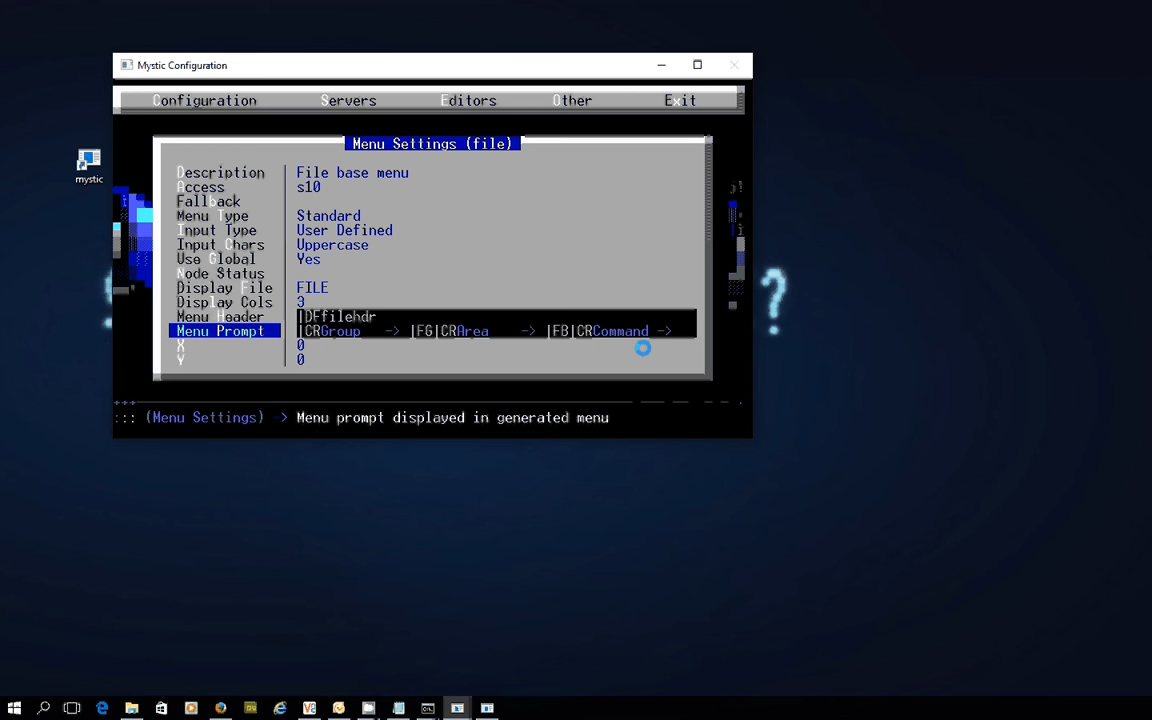 Mystic Configuration
Configuration Servers Editors Other Exit
Menu Settings (file)
mystic
Description File base menu
Access s10
Fallback
Menu Type Standard
Input Type User Defined
Input Chars Uppercase
Use Global Yes
Node Status
Display File FILE
Display Cols 3
Menu Header |DFfilehdr
Menu Prompt |CRGroup -> |FG|CRArea -> |FB|CRCommand ->
X 0
Y 0
::: (Menu Settings) -> Menu prompt displayed in generated menu